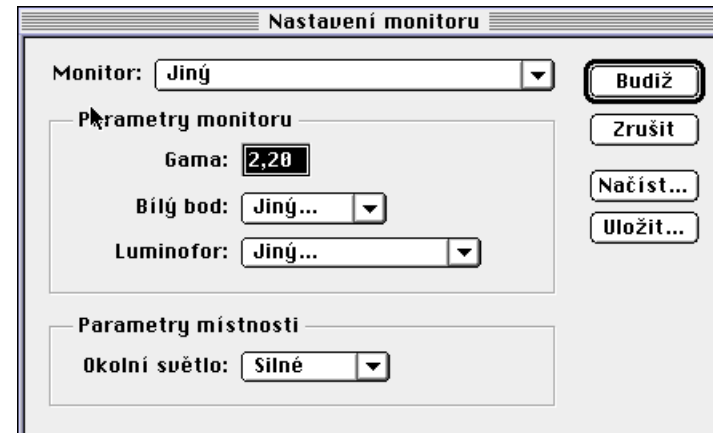 Nastavení monitoru
Monitor: Jiný
Budiž
Parametry monitoru
Zrušit
Gama: 2,20
Načíst...
Bílý bod: Jiný...
Uložit...
Luminofor: Jiný...
Parametry místnosti
Okolní světlo: Silné